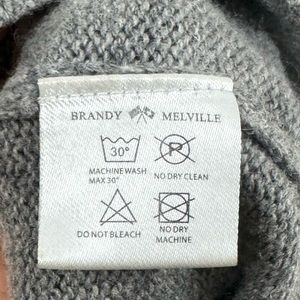 BRANDY MELVILLE
30° P
MACHINE WASH NO DRY CLEAN
MAX 30°
DO NOT BLEACH NO DRY
MACHINE